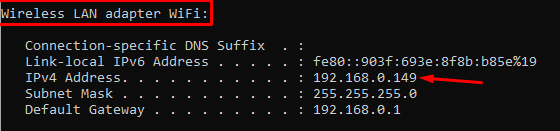 Wireless LAN adapter WiFi:
Connection-specific DNS Suffix  . :
Link-local IPv6 Address . . . . . : fe80::903f:693e:8f8b:b85e%19
IPv4 Address. . . . . . . . . . . : 192.168.0.149
Subnet Mask . . . . . . . . . . . : 255.255.255.0
Default Gateway . . . . . . . . . : 192.168.0.1